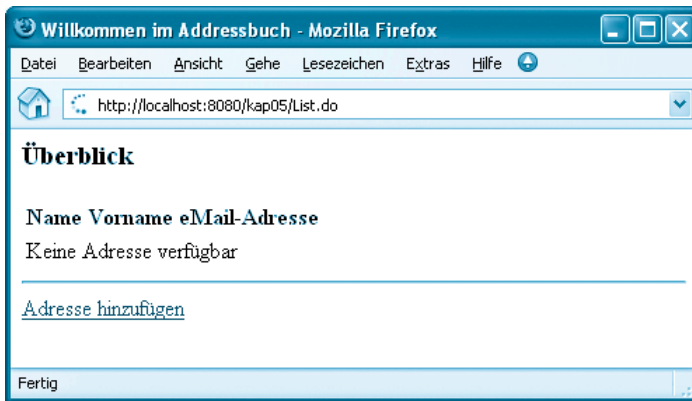 Willkommen im Addressbuch - Mozilla Firefox
Datei Bearbeiten Ansicht Gehe Lesezeichen Extras Hilfe
http://localhost:8080/kap05/List.do
Überblick
Name Vorname eMail-Adresse
Keine Adresse verfügbar
Adresse hinzufügen
Fertig